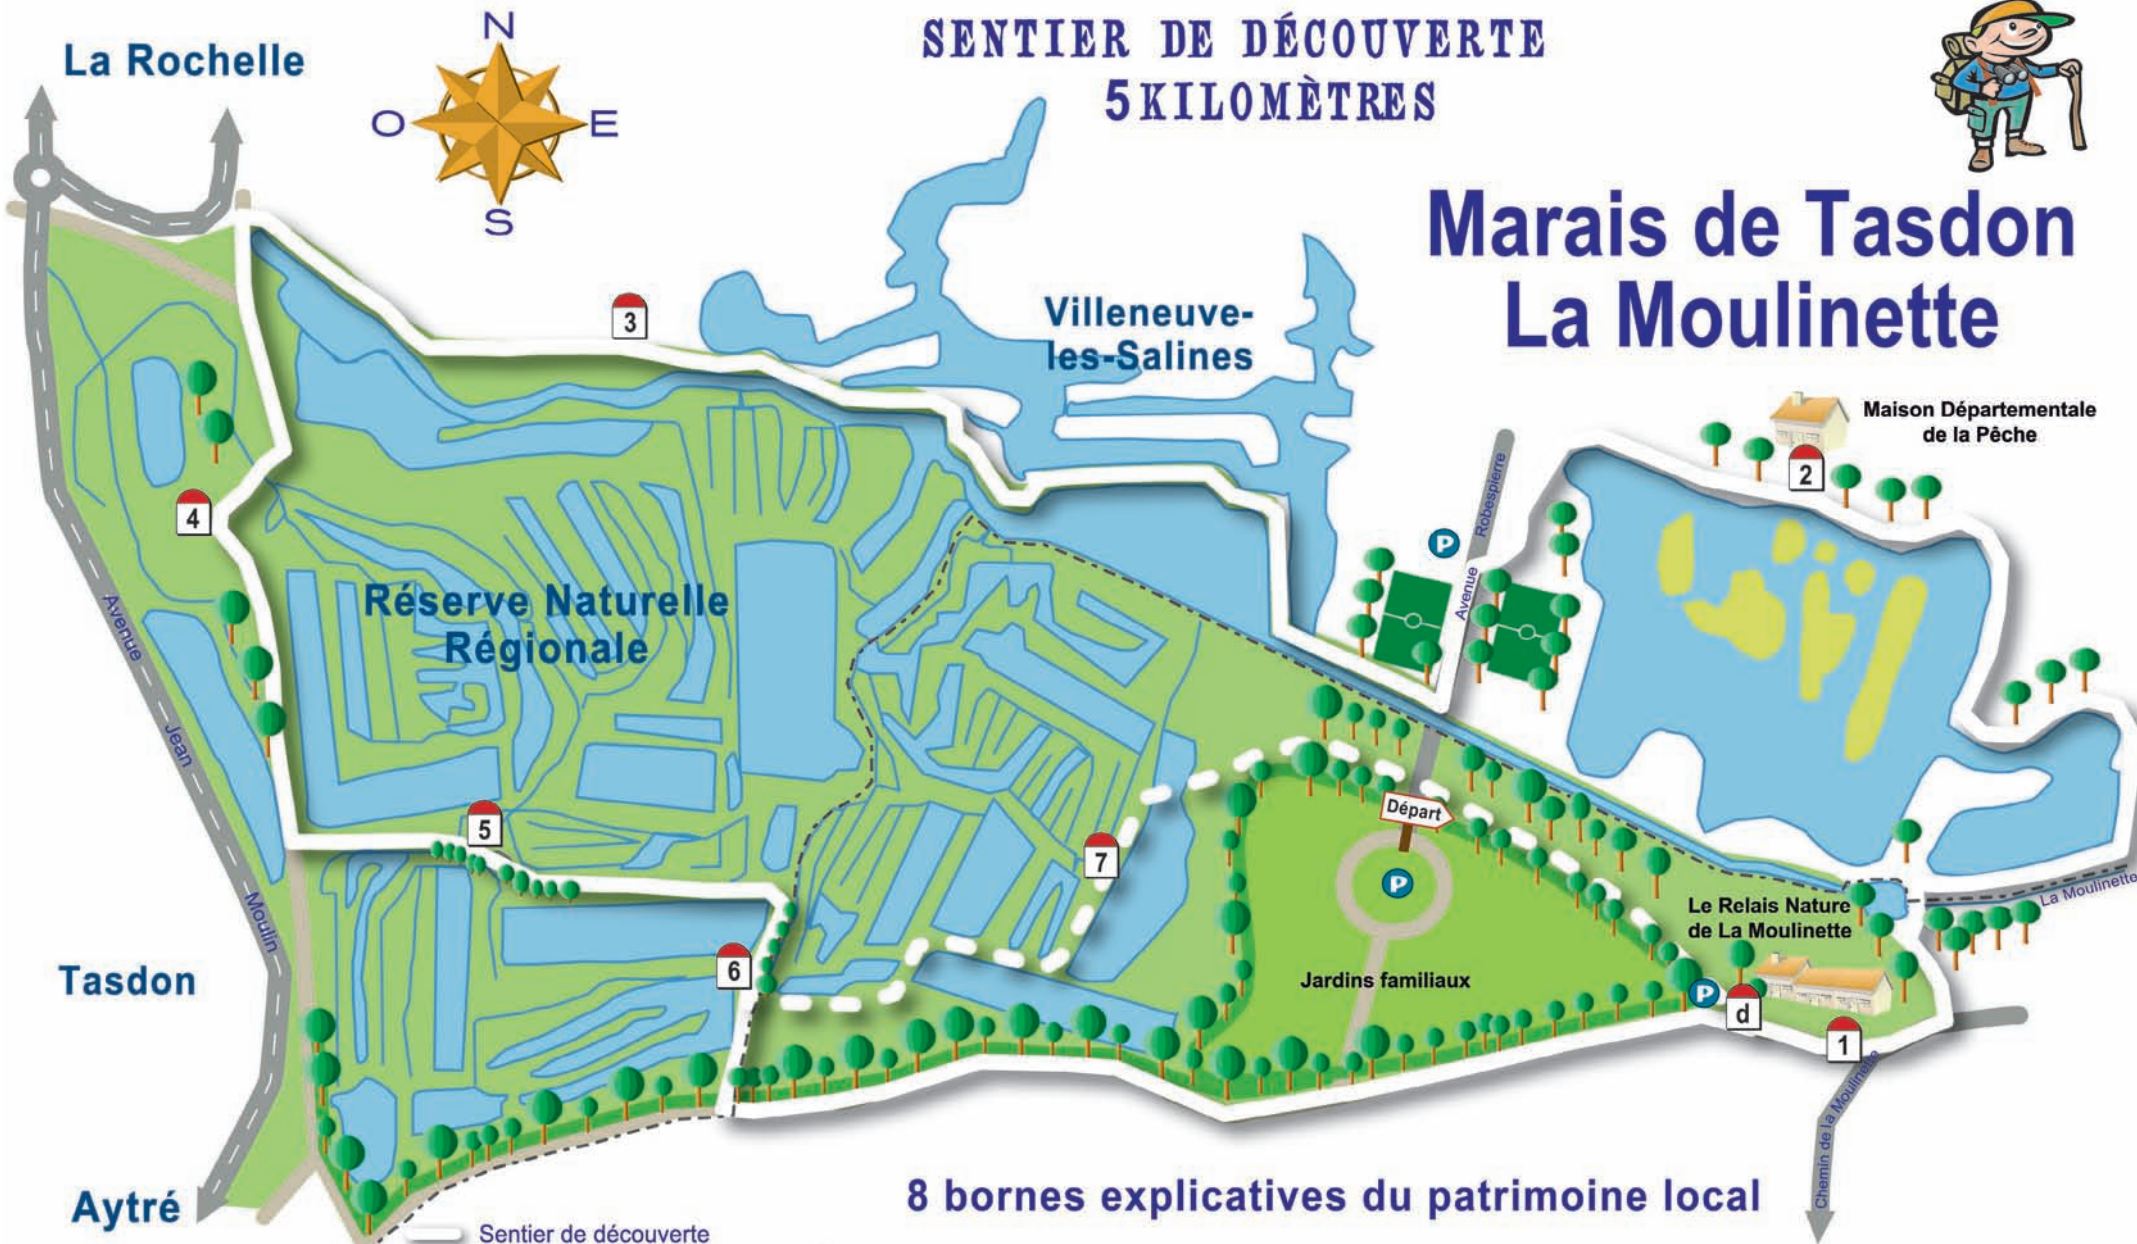 SENTIER DE DÉCOUVERTE
5 KILOMÈTRES
Marais de Tasdon
La Moulinette
La Rochelle
N
O
E
S
3
Villeneuve-
les-Salines
Maison Départementale
de la Pêche
2
P
Avenue Robespierre
4
Réserve Naturelle
Régionale
Avenue Jean Moulin
5
7
Départ
P
6
Tasdon
Jardins familiaux
Le Relais Nature
de La Moulinette
La Moulinette
P
d
1
Chemin de la Moulinette
Aytré
8 bornes explicatives du patrimoine local
Sentier de découverte